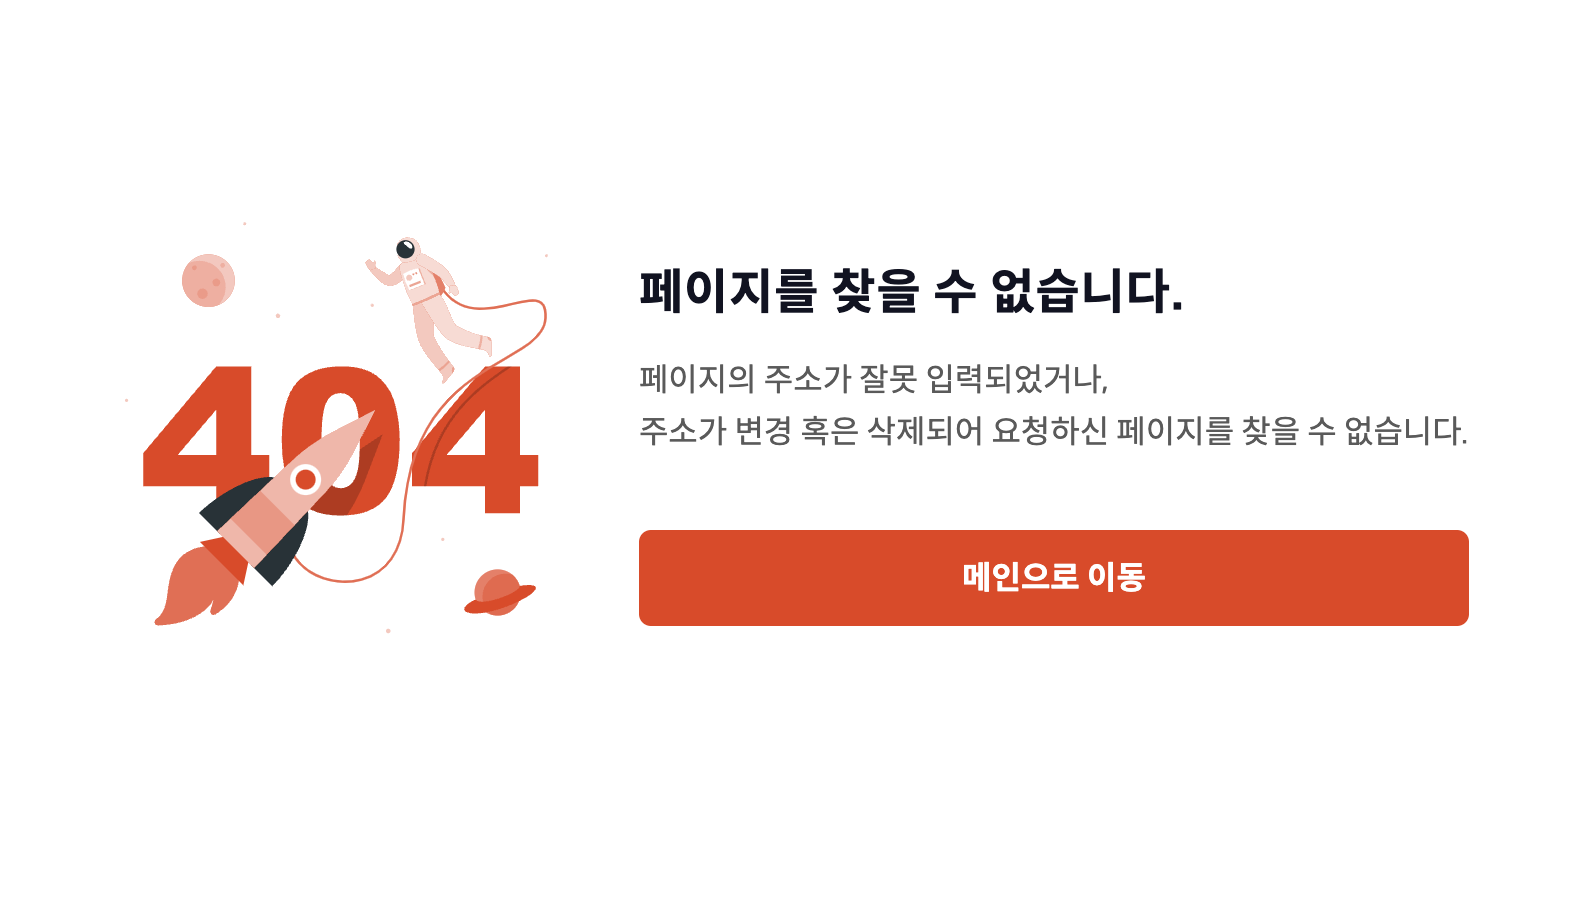 404
페이지를 찾을 수 없습니다.
페이지의 주소가 잘못 입력되었거나,
주소가 변경 혹은 삭제되어 요청하신 페이지를 찾을 수 없습니다.
메인으로 이동